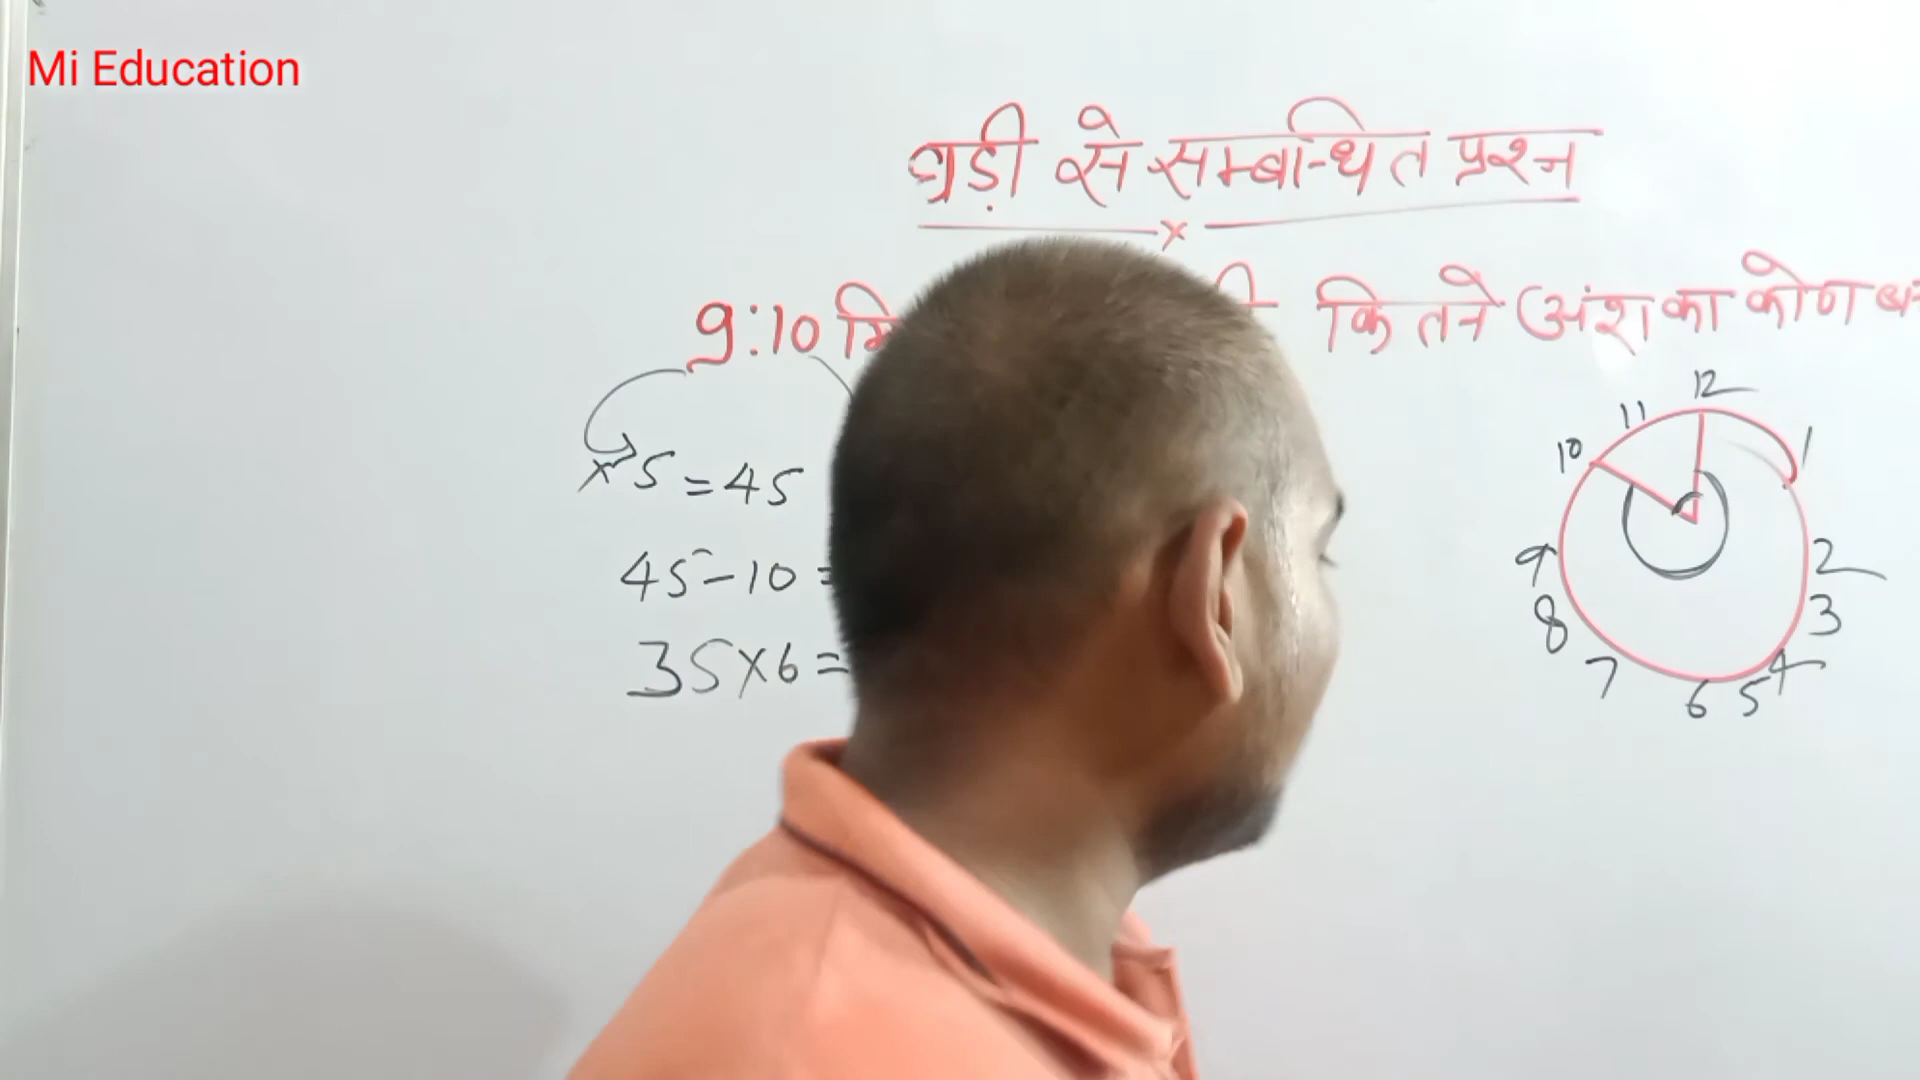 Mi Education
घड़ी से सम्बन्धित प्रश्न
x
9:10 कितने अंश का कोण
x 5 = 45
45 - 10 =
35 x 6 =
12
11
1
10
9
2
8
3
7
4
6
5